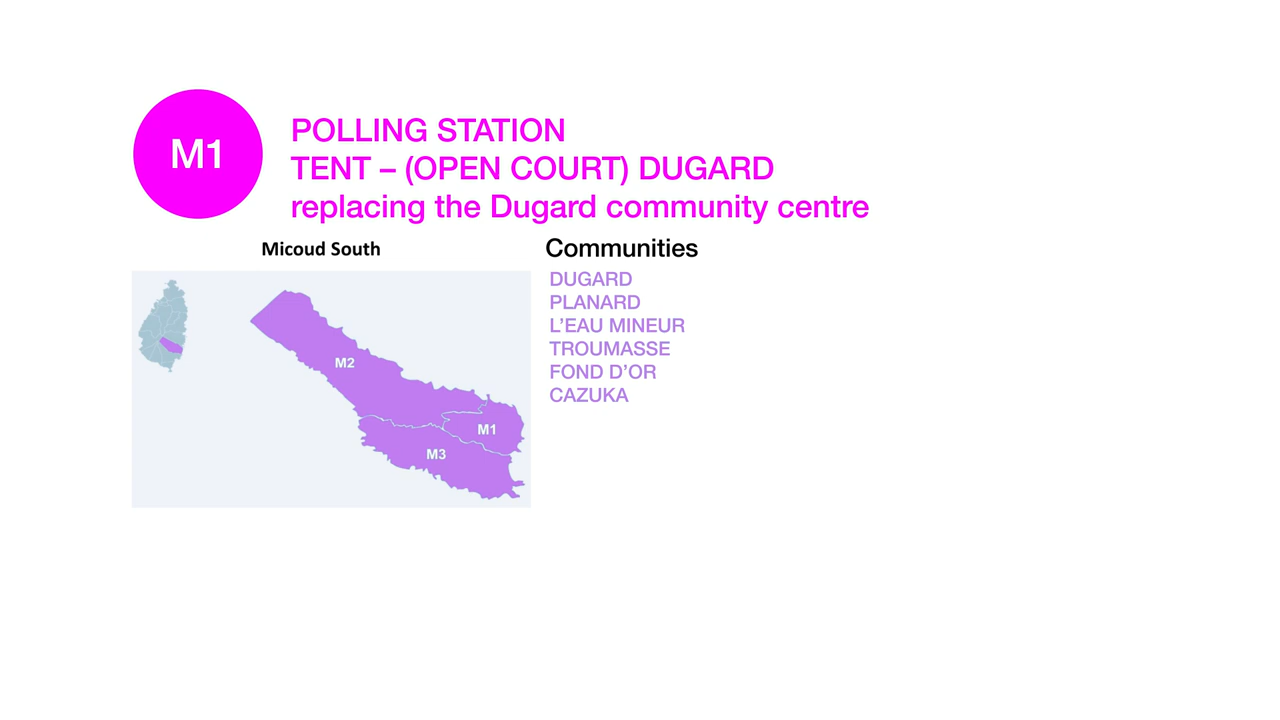 M1
POLLING STATION
TENT – (OPEN COURT) DUGARD
replacing the Dugard community centre
Micoud South
Communities
DUGARD
PLANARD
L’EAU MINEUR
TROUMASSE
FOND D’OR
CAZUKA
M2
M1
M3